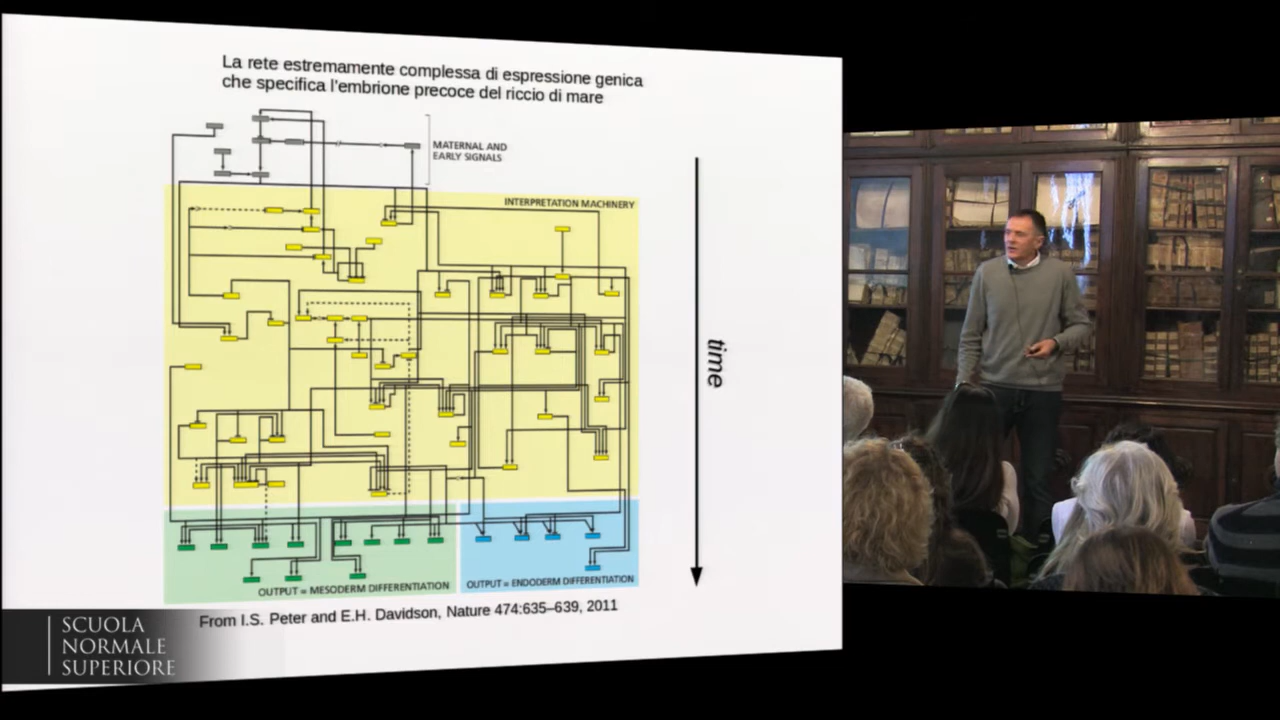 La rete estremamente complessa di espressione genica
che specifica l'embrione precoce del riccio di mare
MATERNAL AND
EARLY SIGNALS
INTERPRETATION MACHINERY
time
OUTPUT = MESODERM DIFFERENTIATION
OUTPUT = ENDODERM DIFFERENTIATION
From I.S. Peter and E.H. Davidson, Nature 474:635–639, 2011
SCUOLA
NORMALE
SUPERIORE